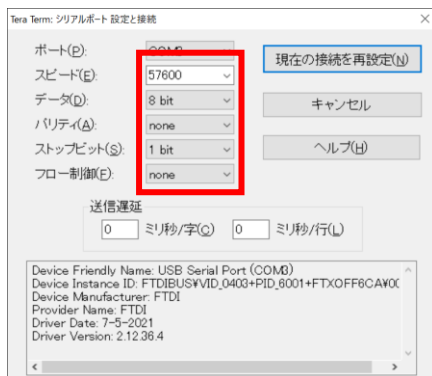 Tera Term: シリアルポート 設定と接続
ポート(P): COM3
現在の接続を再設定(N)
スピード(E): 57600
データ(D): 8 bit
キャンセル
パリティ(A): none
ストップビット(S): 1 bit
ヘルプ(H)
フロー制御(F): none
送信遅延
0 ミリ秒/字(C) 0 ミリ秒/行(L)
Device Friendly Name: USB Serial Port (COM3)
Device Instance ID: FTDIBUS¥VID_0403+PID_6001+FTXOFF6CA¥00
Device Manufacturer: FTDI
Provider Name: FTDI
Driver Date: 7-5-2021
Driver Version: 2.12.36.4